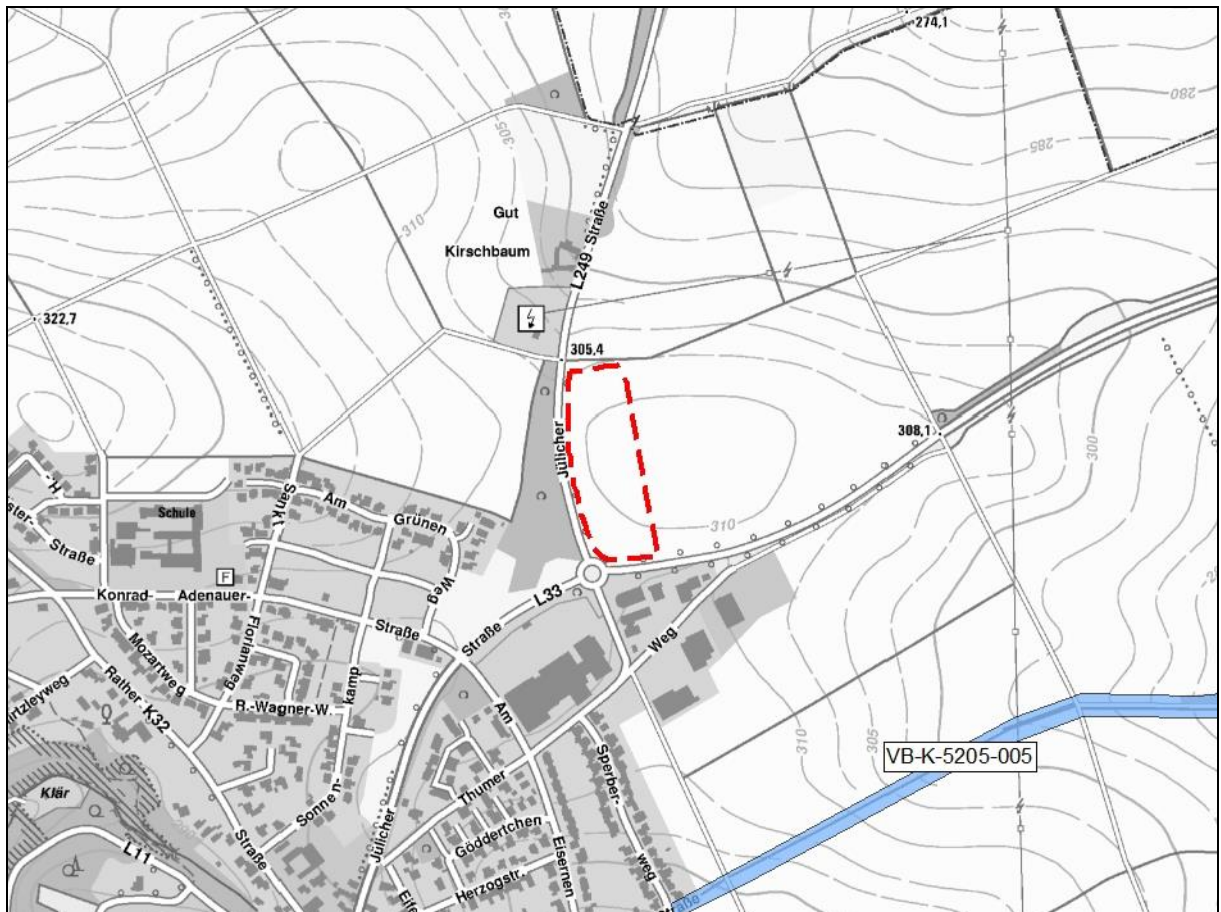 274,1
280
285
305
310
Gut
Kirschbaum
L249
Straße
322,7
305,4
Jülicher
308,1
300
310
Schule
Sankt
Florianweg
Am
Grünen
Weg
H.-
Straße
Konrad-
Adenauer-
Straße
F
Mozartweg
Rather-
K32
Straße
R.-Wagner-W.
Sonnen-
kamp
Straße
L33
Jülicher
Weg
Thumer
Am
Eisernen
Sperber-
weg
Göddertchen
Herzogstr.
Klär
L11
310
305
VB-K-5205-005